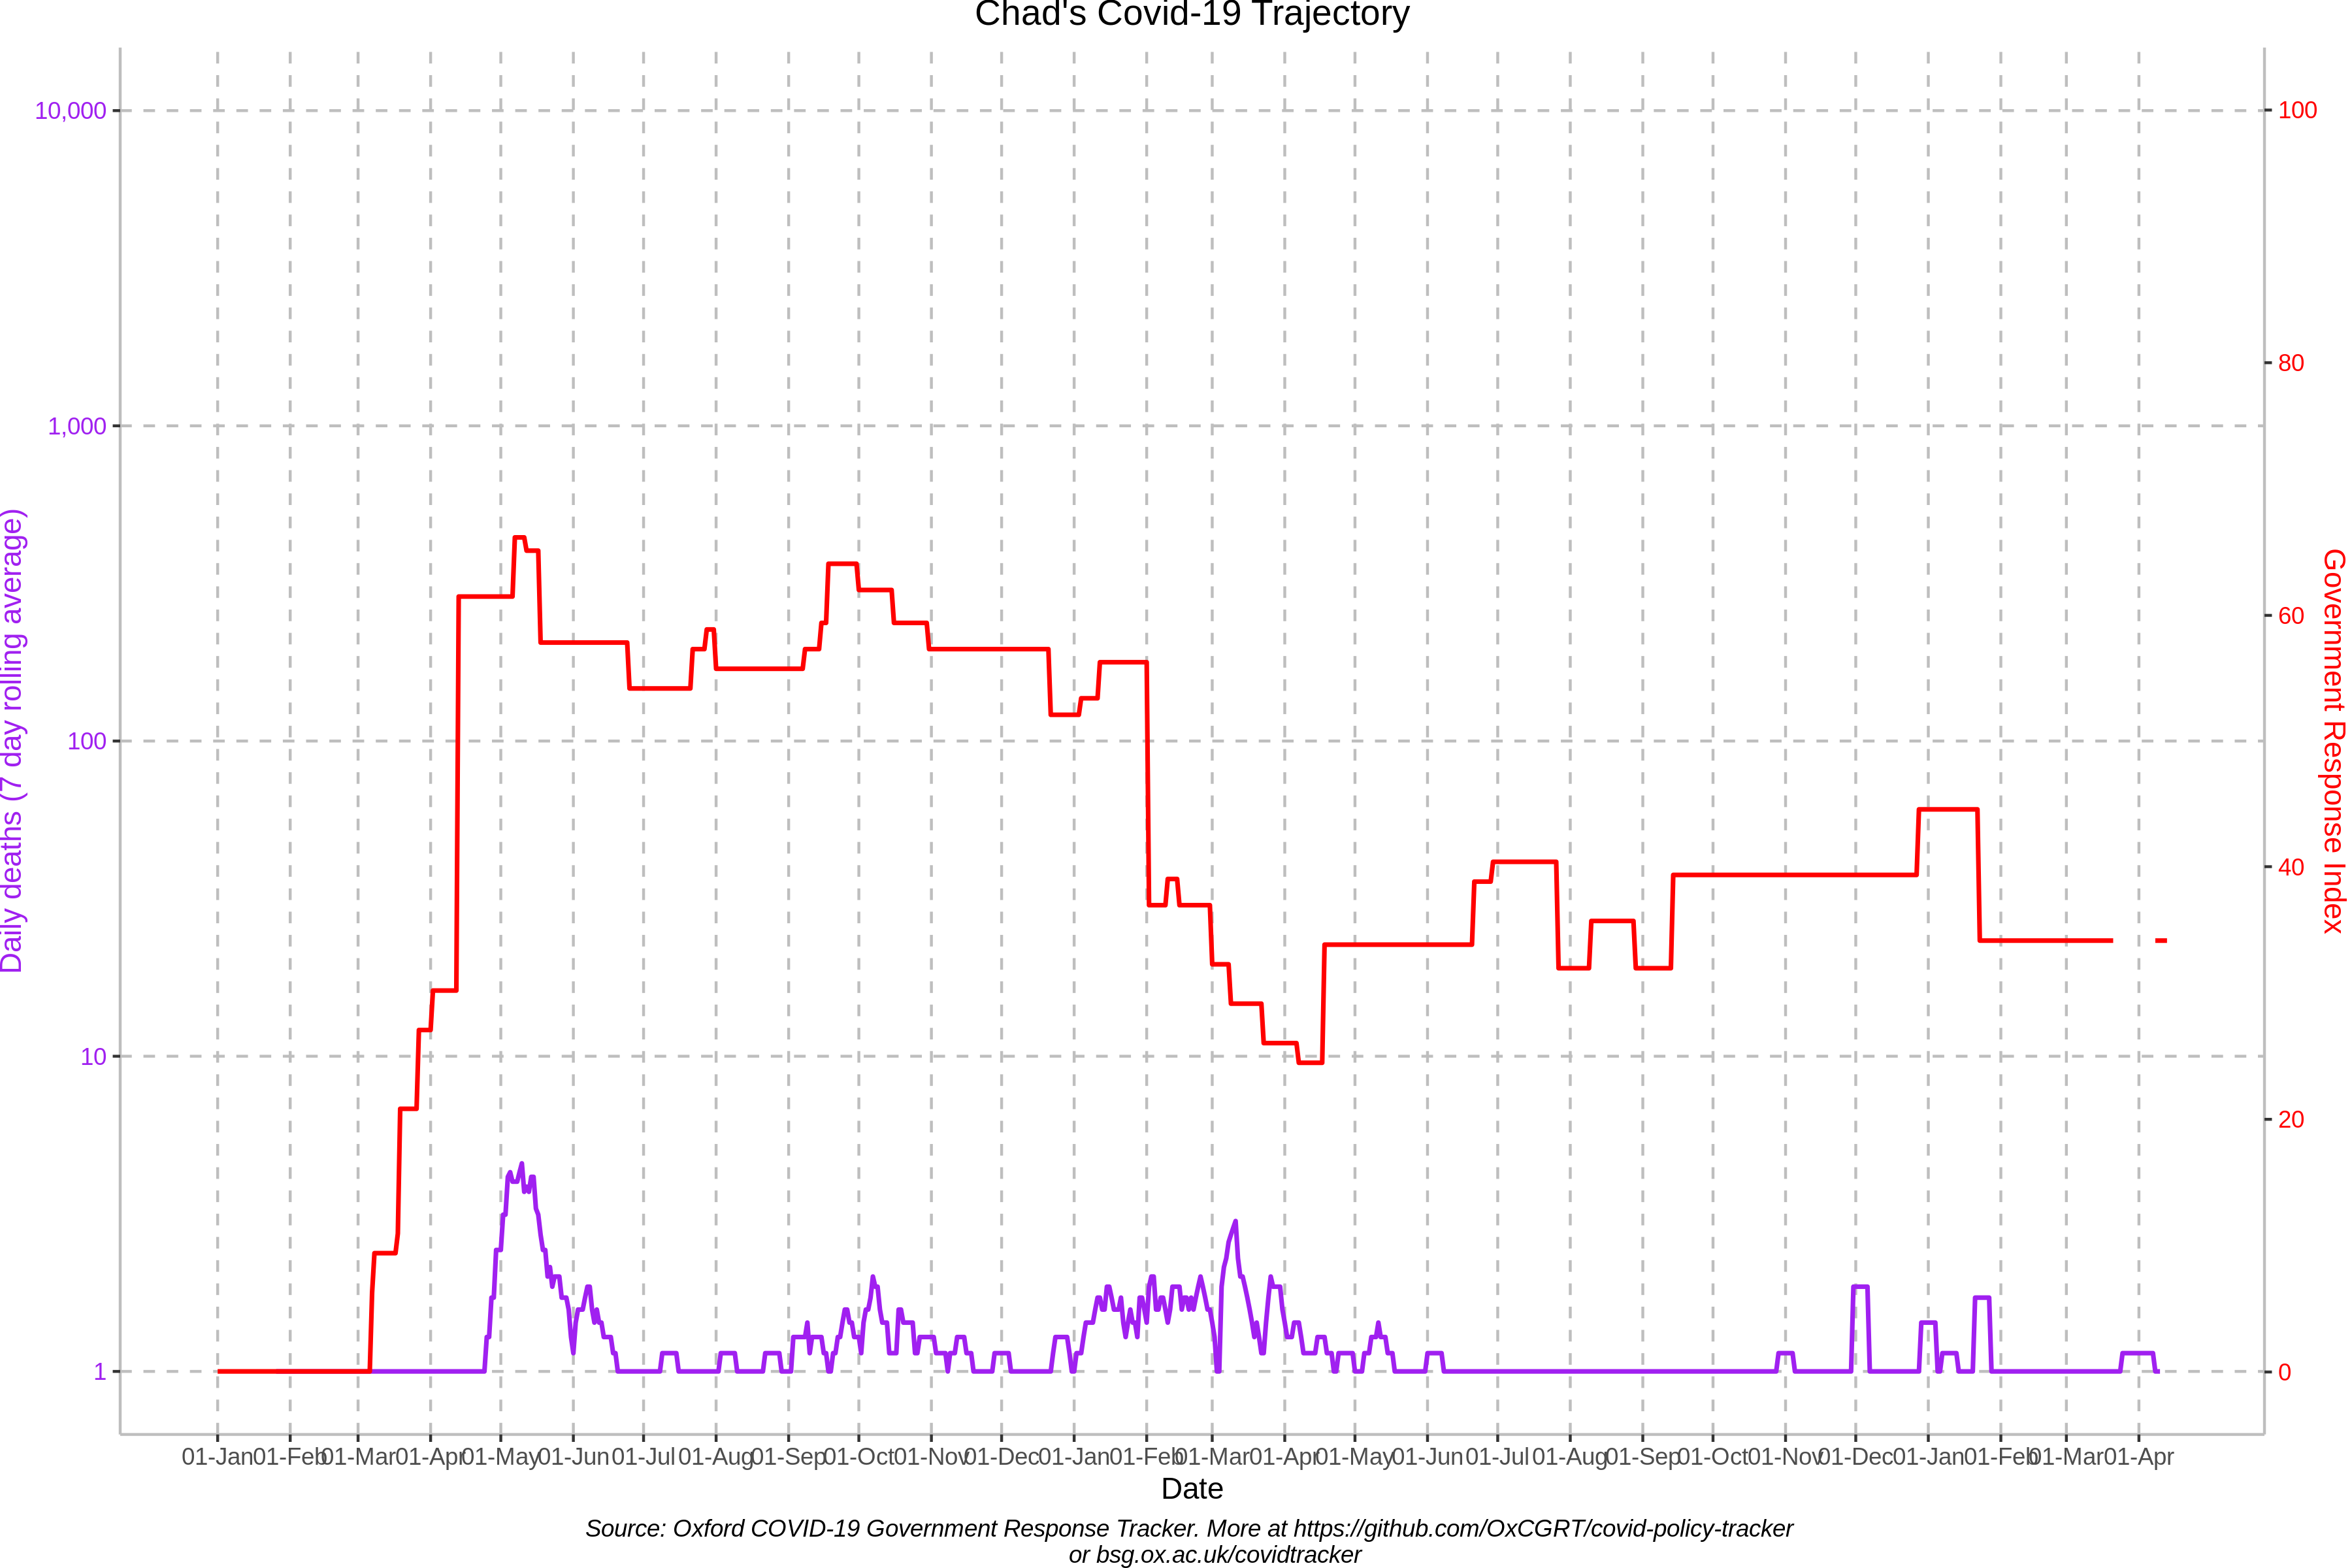 Chad's Covid-19 Trajectory
10,000
1,000
100
10
1
Daily deaths (7 day rolling average)
100
80
60
40
20
0
Government Response Index
01-Jan 01-Feb 01-Mar 01-Apr 01-May 01-Jun 01-Jul 01-Aug 01-Sep 01-Oct 01-Nov 01-Dec 01-Jan 01-Feb 01-Mar 01-Apr 01-May 01-Jun 01-Jul 01-Aug 01-Sep 01-Oct 01-Nov 01-Dec 01-Jan 01-Feb 01-Mar 01-Apr
Date
Source: Oxford COVID-19 Government Response Tracker. More at https://github.com/OxCGRT/covid-policy-tracker
or bsg.ox.ac.uk/covidtracker